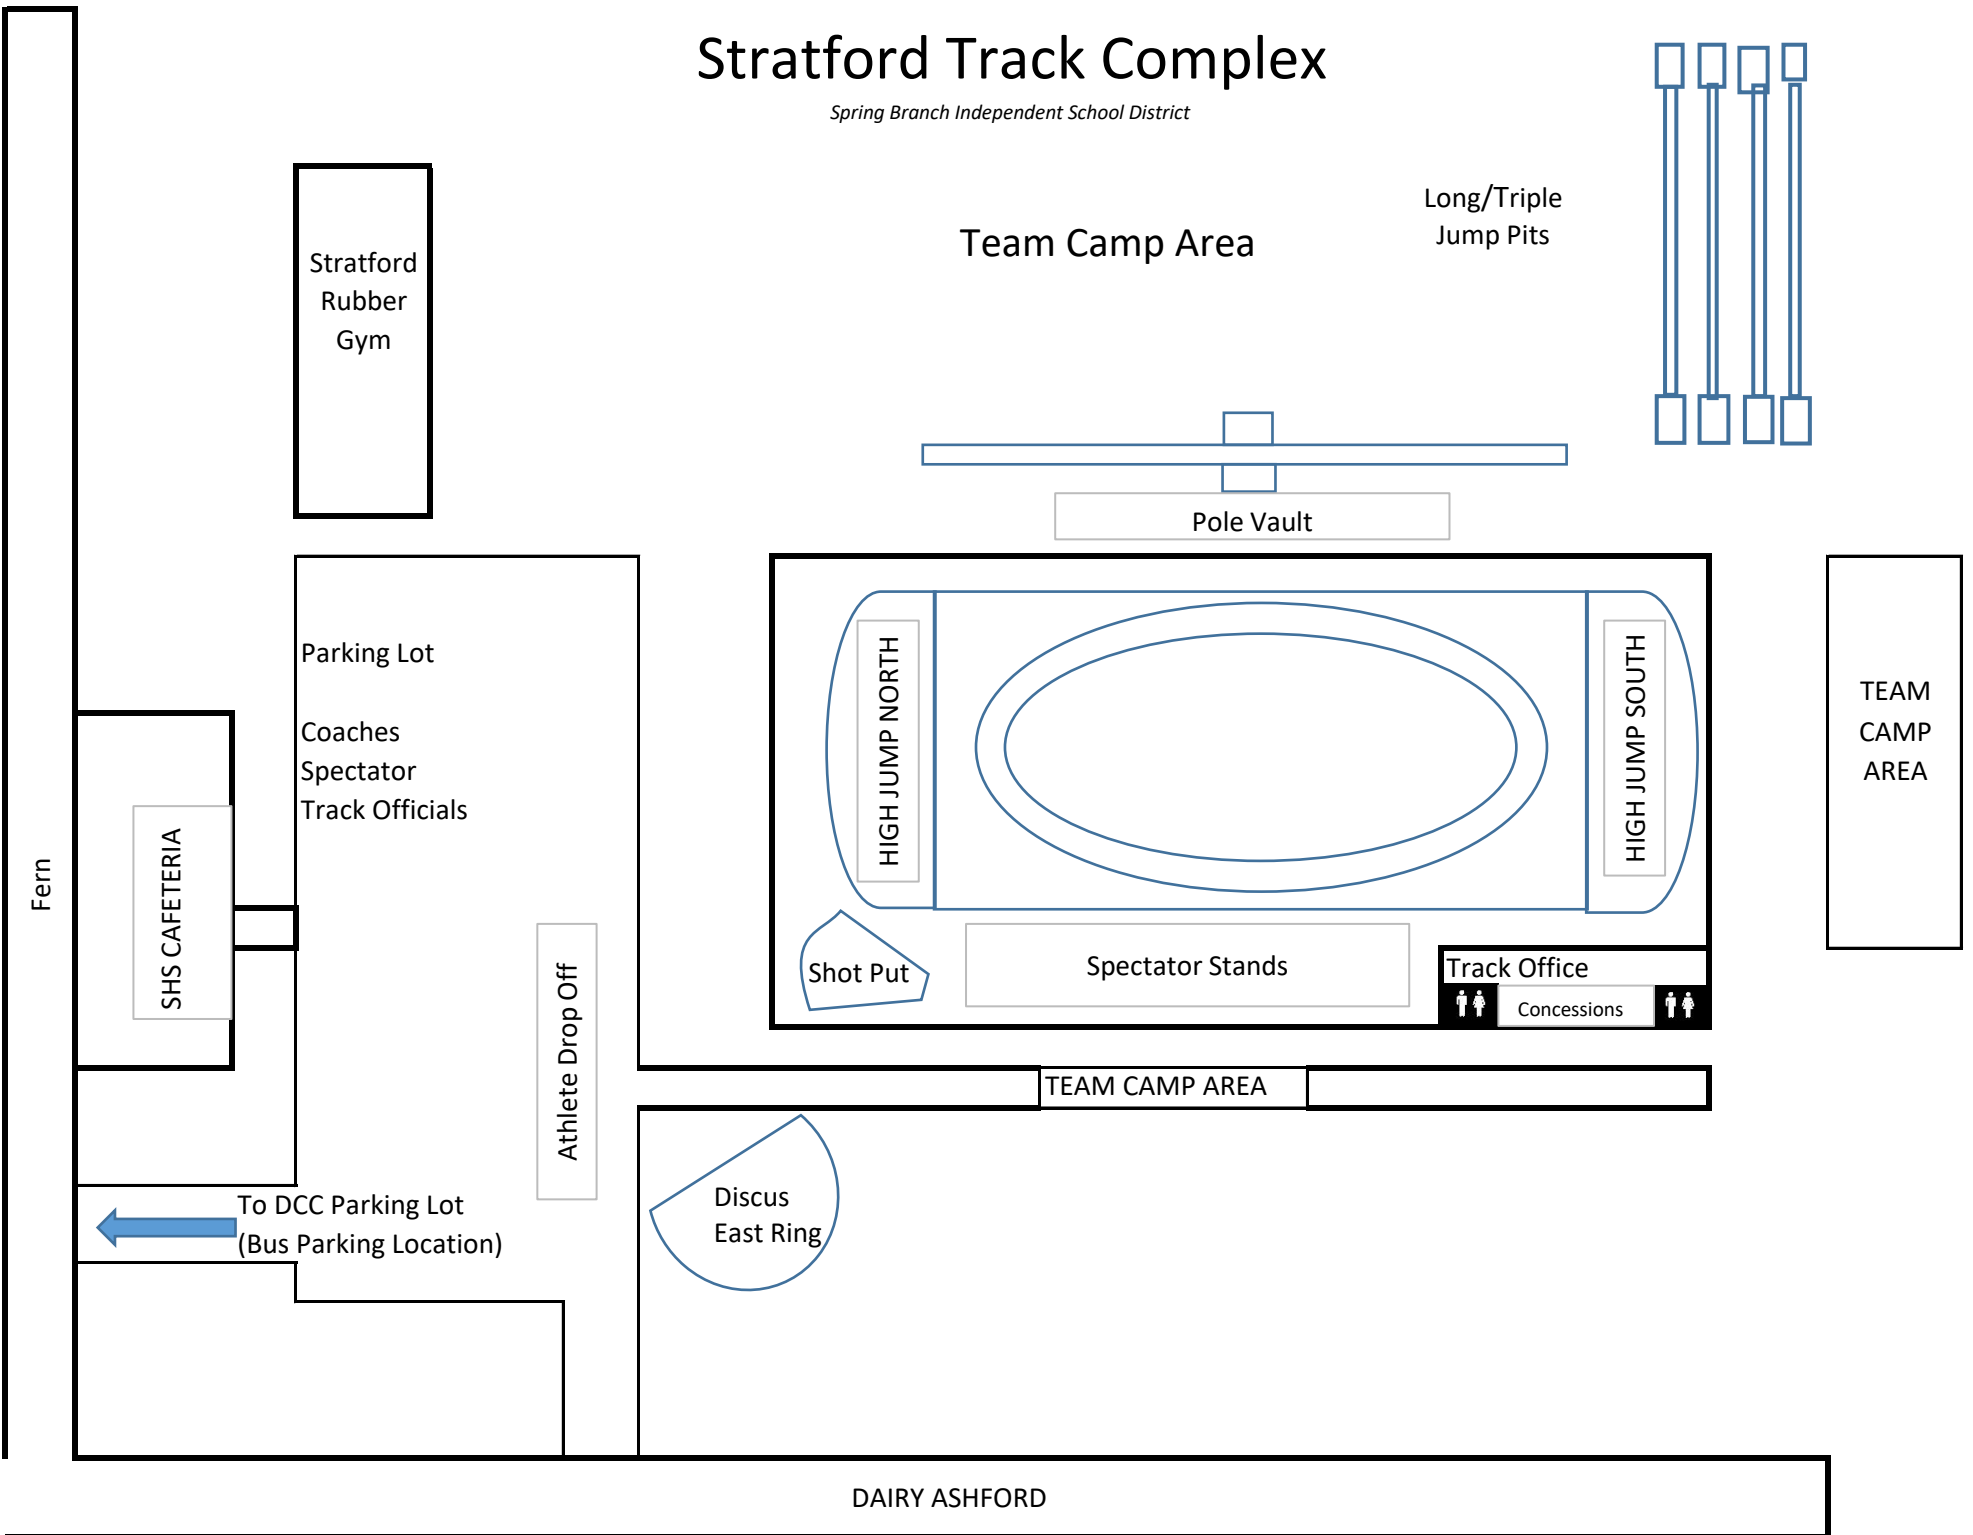 Stratford Track Complex
Spring Branch Independent School District
Long/Triple
Jump Pits
Team Camp Area
Stratford
Rubber
Gym
Pole Vault
Parking Lot
Coaches
Spectator
Track Officials
HIGH JUMP NORTH
HIGH JUMP SOUTH
TEAM
CAMP
AREA
Fern
SHS CAFETERIA
Athlete Drop Off
Shot Put
Spectator Stands
Track Office
Concessions
TEAM CAMP AREA
Discus
East Ring
To DCC Parking Lot
(Bus Parking Location)
DAIRY ASHFORD